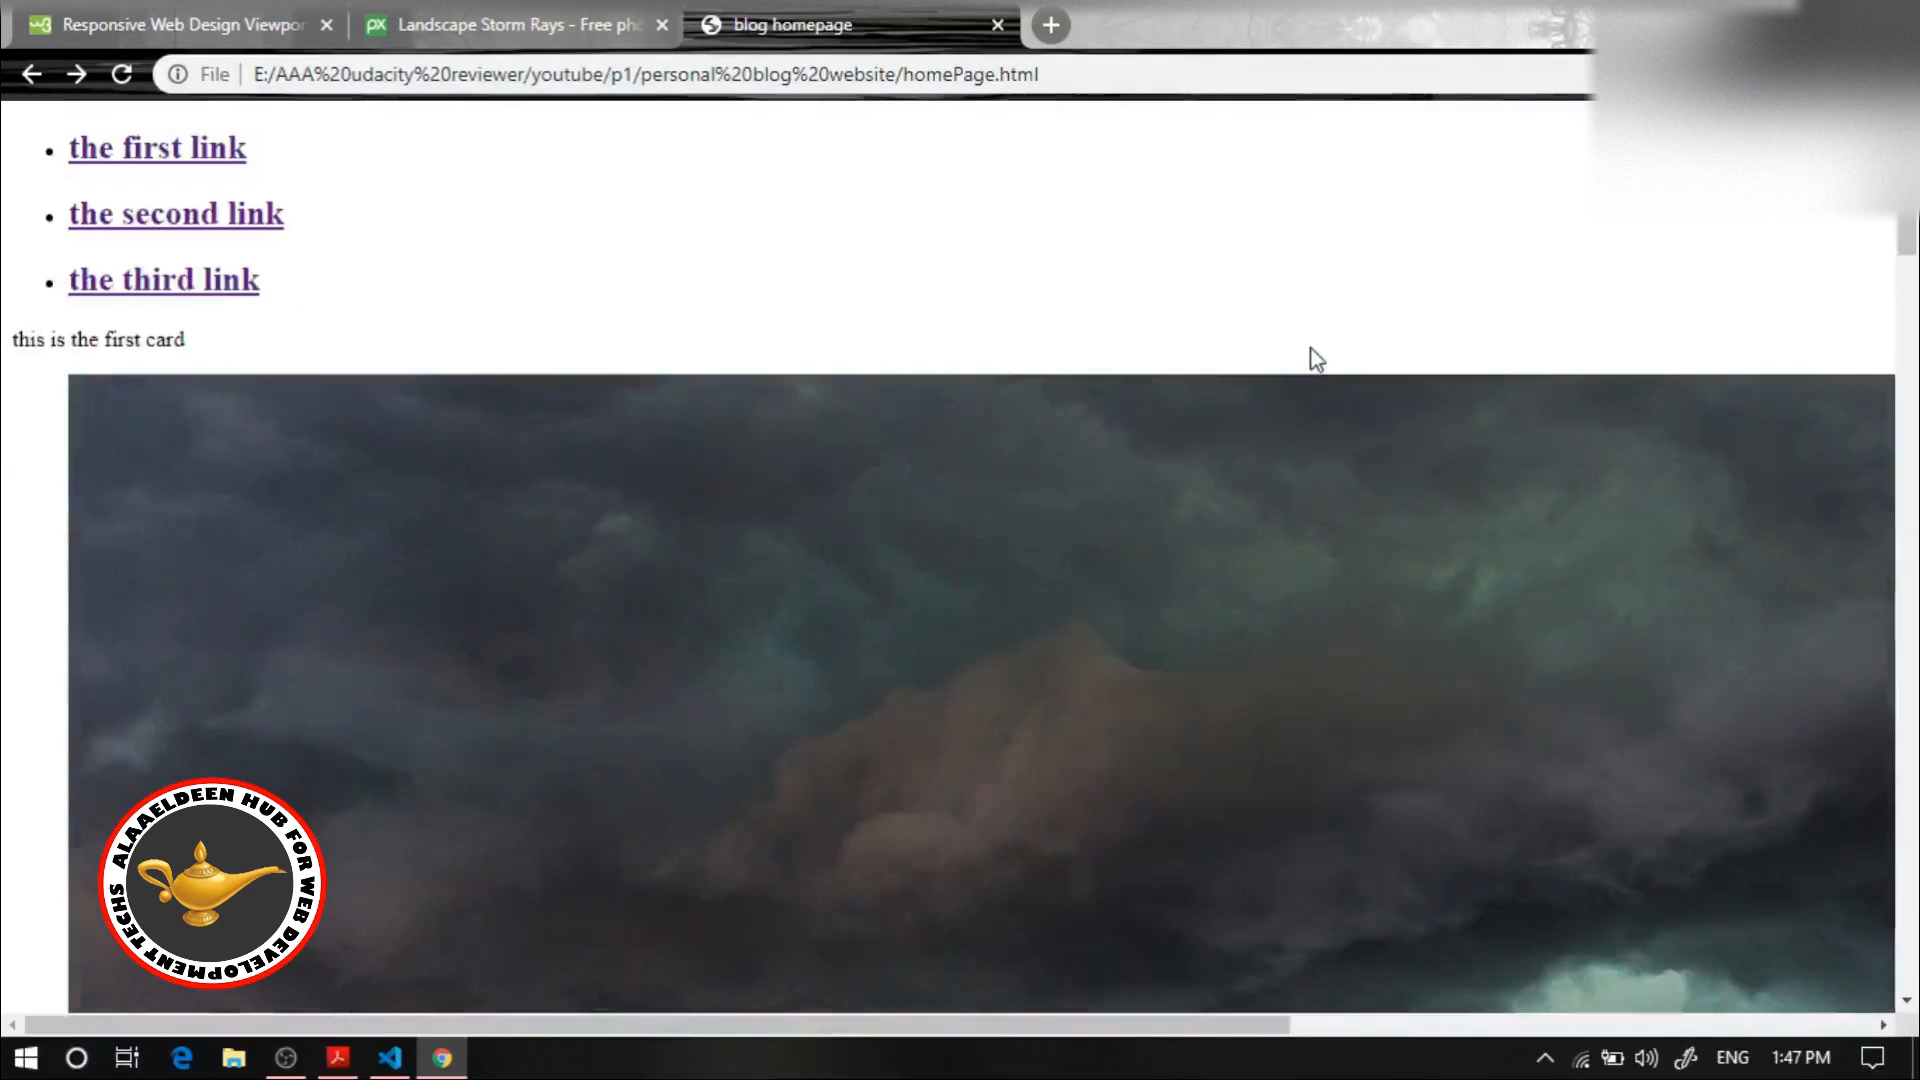 Responsive Web Design Viewpor
Landscape Storm Rays - Free pho
blog homepage
File
E:/AAA%20udacity%20reviewer/youtube/p1/personal%20blog%20website/homePage.html
the first link
the second link
the third link
this is the first card
ALAAELDEEN HUB FOR WEB DEVELOPMENT TECHS
ENG
1:47 PM